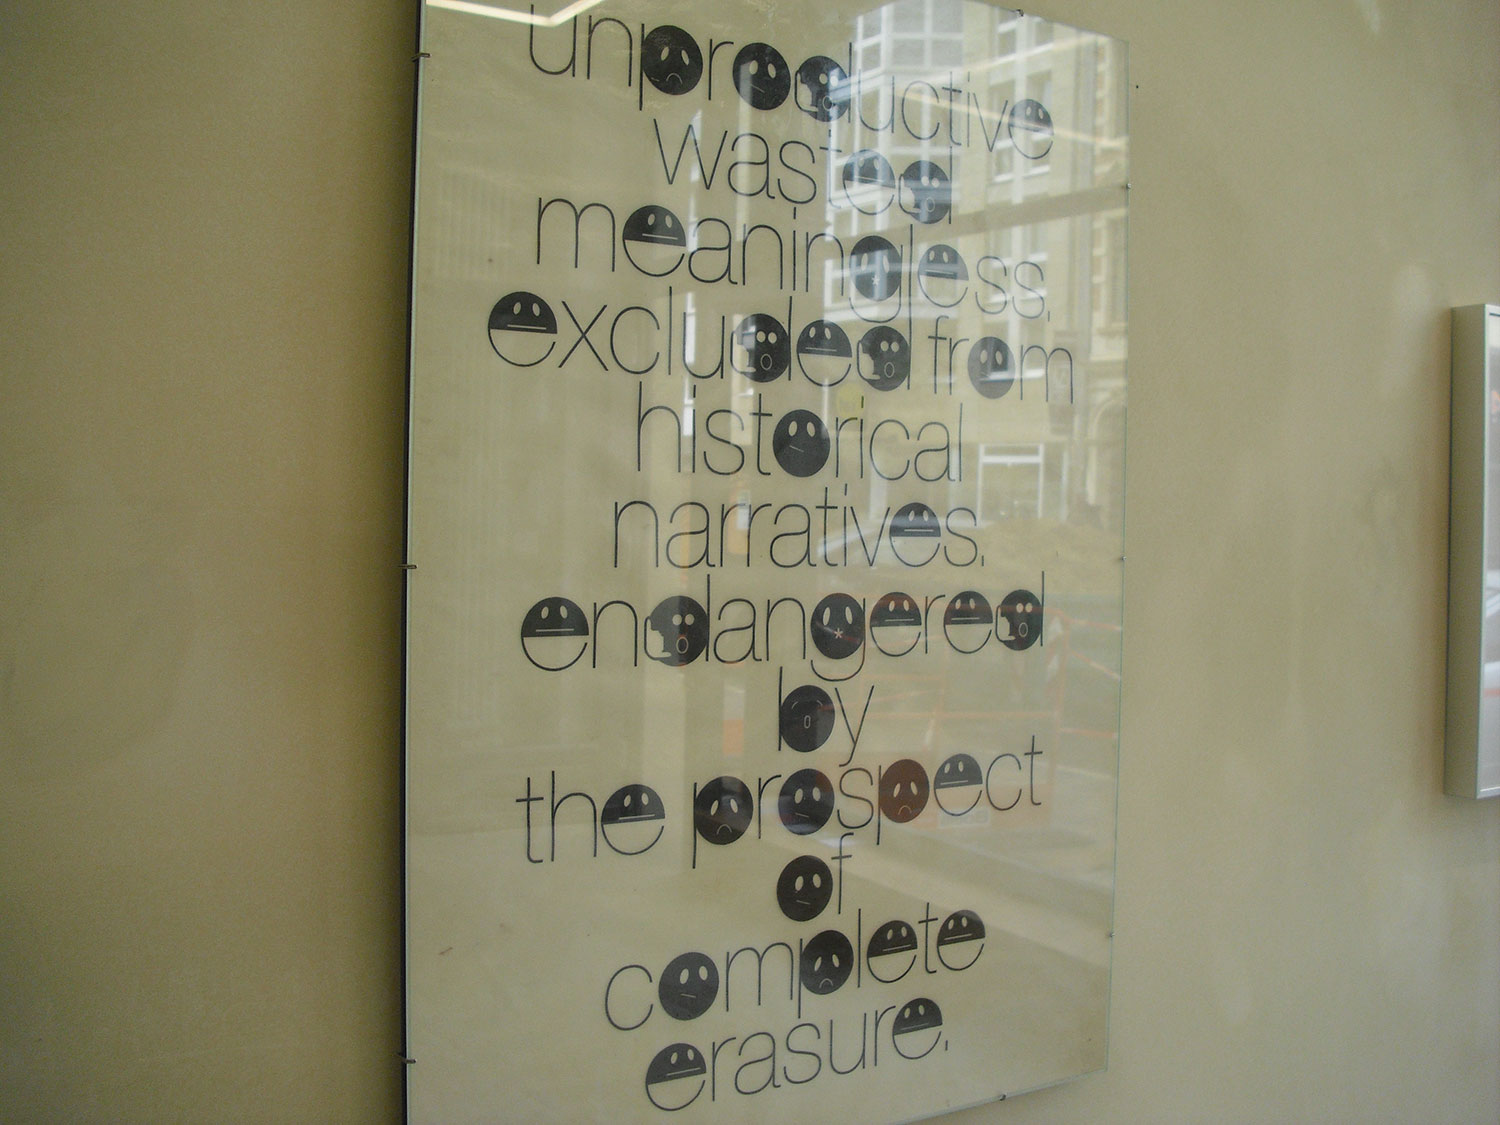 unproductive
wasted
meaningless.
excluded from
historical
narratives.
endangered
by
the prospect
of
complete
erasure.